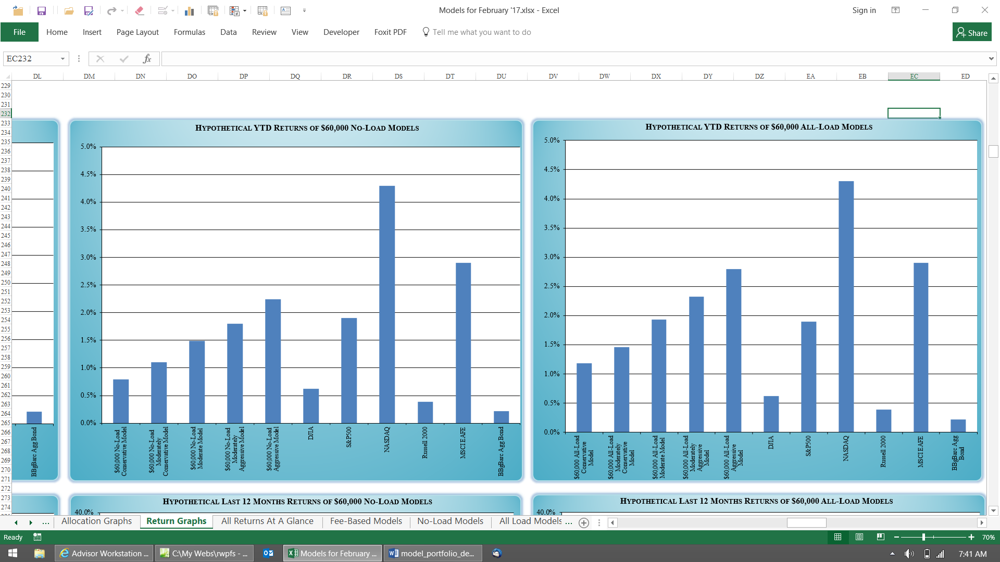 Models for February '17.xlsx - Excel
Sign in
File Home Insert Page Layout Formulas Data Review View Developer Foxit PDF Tell me what you want to do Share
EC232 fx
DL DM DN DO DP DQ DR DS DT DU DV DW DX DY DZ EA EB EC ED
229
230
231
232
233
234
235
236
237
238
239
240
241
242
243
244
245
246
247
248
249
250
251
252
253
254
255
256
257
258
259
260
261
262
263
264
265
266
267
268
269
270
271
272
273
274
BBgBarc Agg Bond
HYPOTHETICAL YTD RETURNS OF $60,000 NO-LOAD MODELS
5.0%
4.5%
4.0%
3.5%
3.0%
2.5%
2.0%
1.5%
1.0%
0.5%
0.0%
$60,000 No-Load
Conservative Model
$60,000 No-Load
Moderately
Conservative Model
$60,000 No-Load
Moderate Model
$60,000 No-Load
Moderately
Aggressive Model
$60,000 No-Load
Aggressive Model
DJIA
S&P500
NASDAQ
Russell 2000
MSCI EAFE
BBgBarc Agg Bond
HYPOTHETICAL YTD RETURNS OF $60,000 ALL-LOAD MODELS
5.0%
4.5%
4.0%
3.5%
3.0%
2.5%
2.0%
1.5%
1.0%
0.5%
0.0%
$60,000 All-Load
Conservative
Model
$60,000 All-Load
Moderately
Conservative
Model
$60,000 All-Load
Moderate Model
$60,000 All-Load
Moderately
Aggressive
Model
$60,000 All-Load
Aggressive
Model
DJIA
S&P500
NASDAQ
Russell 2000
MSCI EAFE
BBgBarc Agg
Bond
HYPOTHETICAL LAST 12 MONTHS RETURNS OF $60,000 NO-LOAD MODELS
40.0%
HYPOTHETICAL LAST 12 MONTHS RETURNS OF $60,000 ALL-LOAD MODELS
40.0%
... Allocation Graphs Return Graphs All Returns At A Glance Fee-Based Models No-Load Models All Load Models ...
Ready 70%
Advisor Workstation ... C:\My Webs\rwpfs - ... Models for February ... model_portfolio_de... 7:41 AM